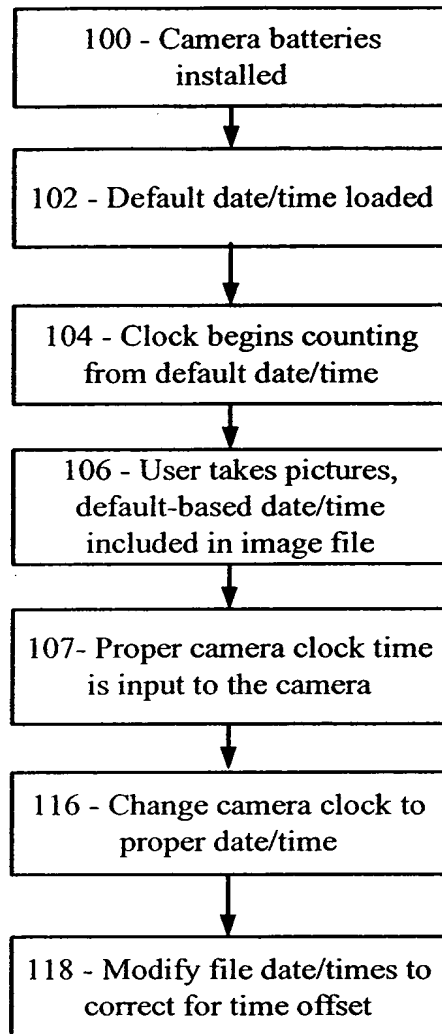 100 - Camera batteries
installed
102 - Default date/time loaded
104 – Clock begins counting
from default date/time
106 - User takes pictures,
default-based date/time
included in image file
107- Proper camera clock time
is input to the camera
116 - Change camera clock to
proper date/time
118 - Modify file date/times to
correct for time offset